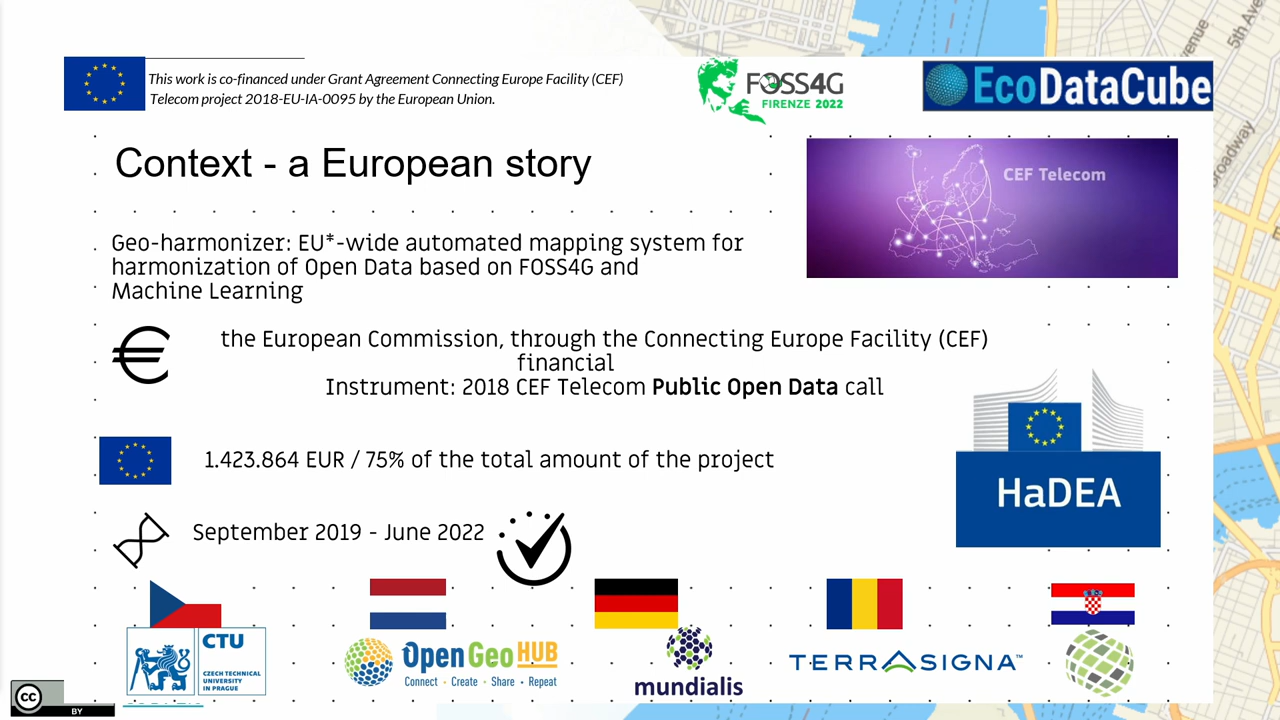 This work is co-financed under Grant Agreement Connecting Europe Facility (CEF)
Telecom project 2018-EU-IA-0095 by the European Union.
FOSS4G
FIRENZE 2022
EcoDataCube
5th Ave
Broadway
Context - a European story
CEF Telecom
Geo-harmonizer: EU*-wide automated mapping system for
harmonization of Open Data based on FOSS4G and
Machine Learning
the European Commission, through the Connecting Europe Facility (CEF)
financial
Instrument: 2018 CEF Telecom Public Open Data call
1.423.864 EUR / 75% of the total amount of the project
HaDEA
September 2019 - June 2022
CTU
CZECH TECHNICAL
UNIVERSITY
IN PRAGUE
OpenGeoHUB
Connect · Create · Share · Repeat
mundialis
TERRASIGNA™
cc
BY